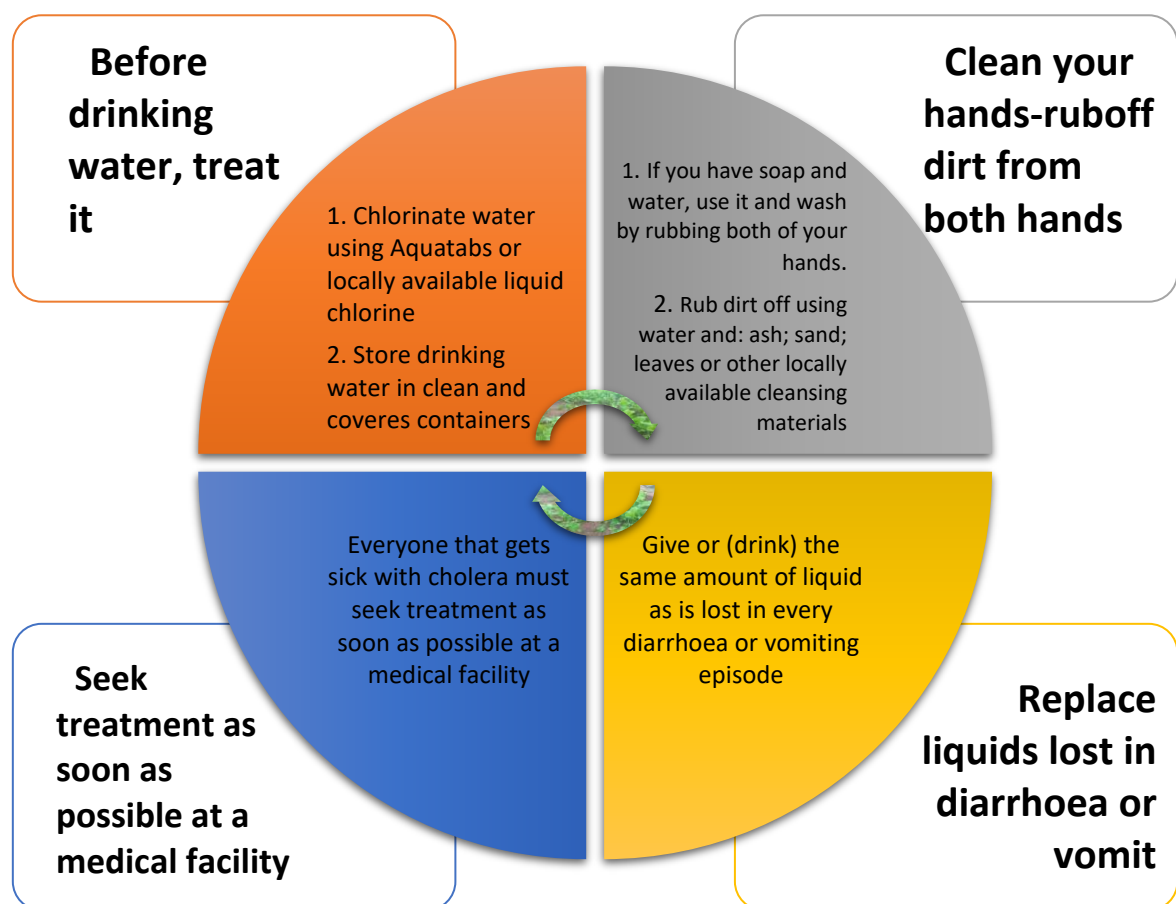 Before
drinking
water, treat
it
1. Chlorinate water
using Aquatabs or
locally available liquid
chlorine
2. Store drinking
water in clean and
coveres containers
Clean your
hands-ruboff
dirt from
both hands
1. If you have soap and
water, use it and wash
by rubbing both of your
hands.
2. Rub dirt off using
water and: ash; sand;
leaves or other locally
available cleansing
materials
Seek
treatment as
soon as
possible at a
medical facility
Everyone that gets
sick with cholera must
seek treatment as
soon as possible at a
medical facility
Give or (drink) the
same amount of liquid
as is lost in every
diarrhoea or vomiting
episode
Replace
liquids lost in
diarrhoea or
vomit